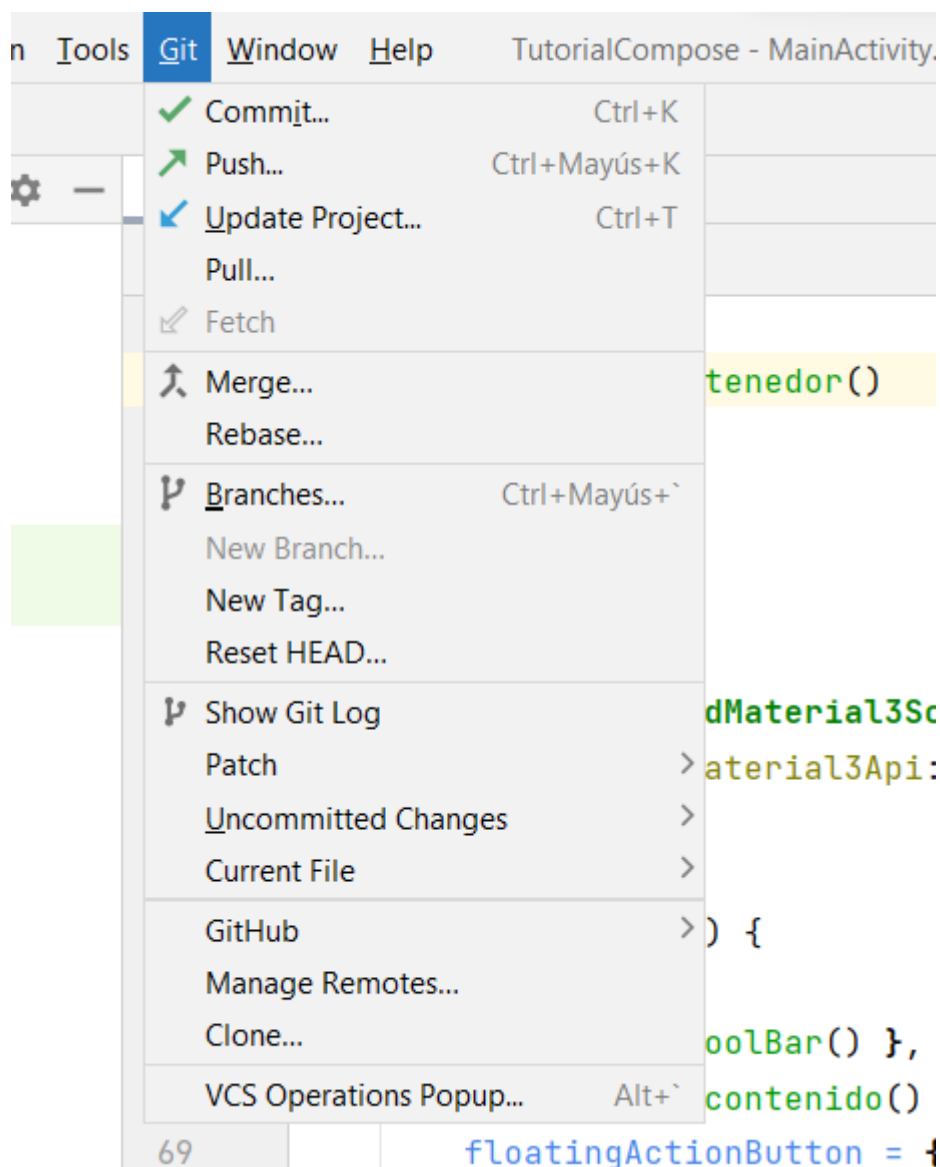 n Tools Git Window Help TutorialCompose - MainActivity.
Commit... Ctrl+K
Push... Ctrl+Mayús+K
Update Project... Ctrl+T
Pull...
Fetch
Merge... tenedor()
Rebase...
Branches... Ctrl+Mayús+`
New Branch...
New Tag...
Reset HEAD...
Show Git Log dMaterial3Sc
Patch aterial3Api:
Uncommitted Changes
Current File
GitHub ) {
Manage Remotes...
Clone... oolBar() },
VCS Operations Popup... Alt+` contenido()
69 floatingActionButton = {